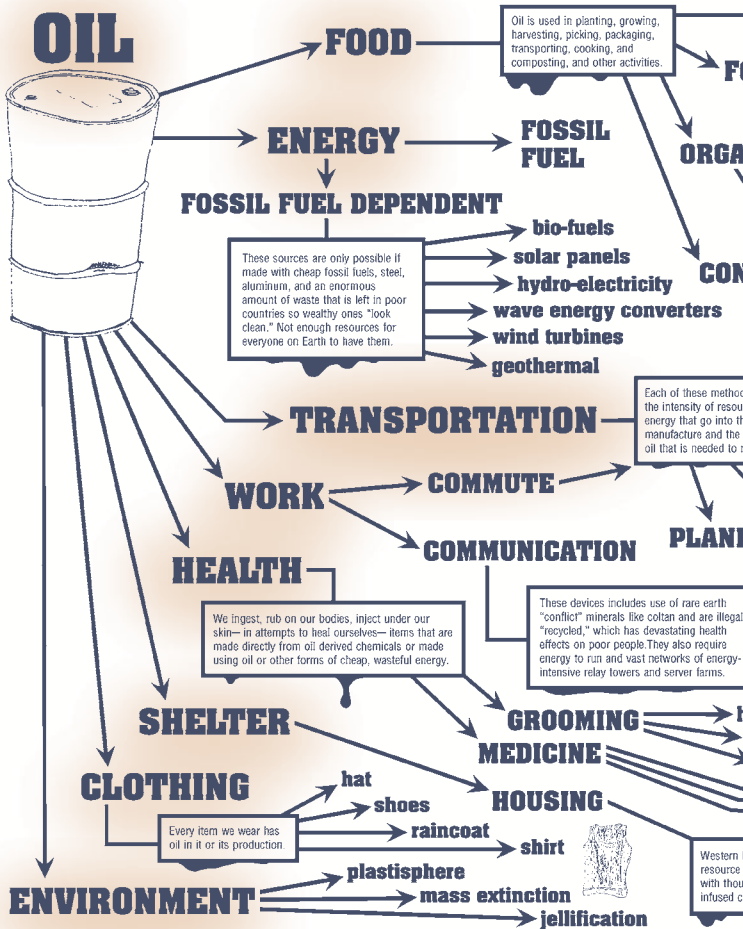 OIL
FOOD
Oil is used in planting, growing,
harvesting, picking, packaging,
transporting, cooking, and
composting, and other activities.
ENERGY
FOSSIL
FUEL
FOSSIL FUEL DEPENDENT
These sources are only possible if
made with cheap fossil fuels, steel,
aluminum, and an enormous
amount of waste that is left in poor
countries so wealthy ones "look
clean." Not enough resources for
everyone on Earth to have them.
bio-fuels
solar panels
hydro-electricity
wave energy converters
wind turbines
geothermal
TRANSPORTATION
Each of these
the intensity of
energy that go into
manufacture and the
oil that is needed to
WORK
COMMUTE
COMMUNICATION
These devices includes use of rare earth
"conflict" minerals like coltan and are illegal
"recycled," which has devastating health
effects on poor people.They also require
energy to run and vast networks of energy-
intensive relay towers and server farms.
HEALTH
We ingest, rub on our bodies, inject under our
skin— in attempts to heal ourselves— items that are
made directly from oil derived chemicals or made
using oil or other forms of cheap, wasteful energy.
SHELTER
GROOMING
MEDICINE
HOUSING
Western
resource
with
infused
CLOTHING
Every item we wear has
oil in it or its production.
hat
shoes
raincoat
shirt
ENVIRONMENT
plastisphere
mass extinction
jellification